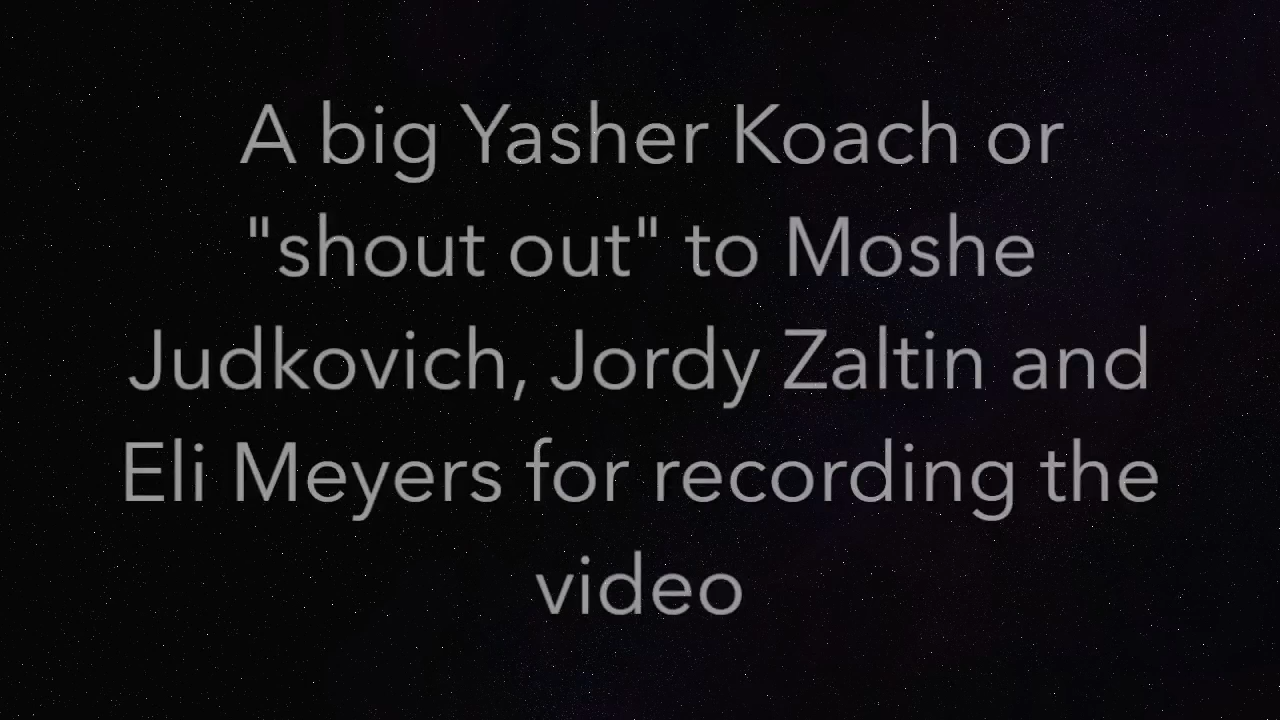 A big Yasher Koach or
"shout out" to Moshe
Judkovich, Jordy Zaltin and
Eli Meyers for recording the
video